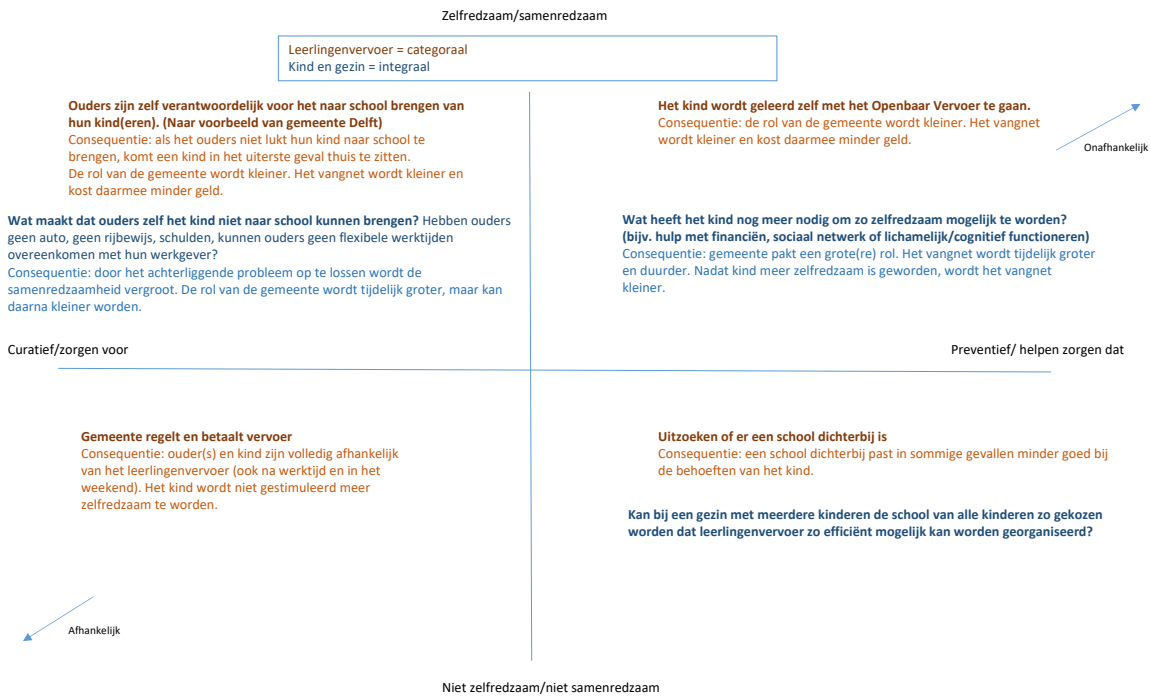 Zelfredzaam/samenredzaam
Leerlingenvervoer = categoraal
Kind en gezin = integraal
Ouders zijn zelf verantwoordelijk voor het naar school brengen van
hun kind(eren). (Naar voorbeeld van gemeente Delft)
Consequentie: als het ouders niet lukt hun kind naar school te
brengen, komt een kind in het uiterste geval thuis te zitten.
De rol van de gemeente wordt kleiner. Het vangnet wordt kleiner en
kost daarmee minder geld.
Het kind wordt geleerd zelf met het Openbaar Vervoer te gaan.
Consequentie: de rol van de gemeente wordt kleiner. Het vangnet
wordt kleiner en kost daarmee minder geld.
Onafhankelijk
Wat maakt dat ouders zelf het kind niet naar school kunnen brengen? Hebben ouders
geen auto, geen rijbewijs, schulden, kunnen ouders geen flexibele werktijden
overeenkomen met hun werkgever?
Consequentie: door het achterliggende probleem op te lossen wordt de
samenredzaamheid vergroot. De rol van de gemeente wordt tijdelijk groter, maar kan
daarna kleiner worden.
Wat heeft het kind nog meer nodig om zo zelfredzaam mogelijk te worden?
(bijv. hulp met financiën, sociaal netwerk of lichamelijk/cognitief functioneren)
Consequentie: gemeente pakt een grote(re) rol. Het vangnet wordt tijdelijk groter
en duurder. Nadat kind meer zelfredzaam is geworden, wordt het vangnet
kleiner.
Curatief/zorgen voor
Preventief/ helpen zorgen dat
Gemeente regelt en betaalt vervoer
Consequentie: ouder(s) en kind zijn volledig afhankelijk
van het leerlingenvervoer (ook na werktijd en in het
weekend). Het kind wordt niet gestimuleerd meer
zelfredzaam te worden.
Uitzoeken of er een school dichterbij is
Consequentie: een school dichterbij past in sommige gevallen minder goed bij
de behoeften van het kind.
Kan bij een gezin met meerdere kinderen de school van alle kinderen zo gekozen
worden dat leerlingenvervoer zo efficiënt mogelijk kan worden georganiseerd?
Afhankelijk
Niet zelfredzaam/niet samenredzaam